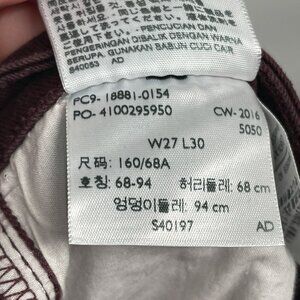 PENGERINGAN DIBALIK DENGAN WARNA
SERUPA. GUNAKAN SABUN CUCI CAIR
S40053 AD
PC9- 18881-0154
PO- 4100295950
CW- 2016
5050
W27 L30
尺码: 160/68A
호칭: 68-94 허리둘레: 68 cm
엉덩이둘레: 94 cm
S40197 AD